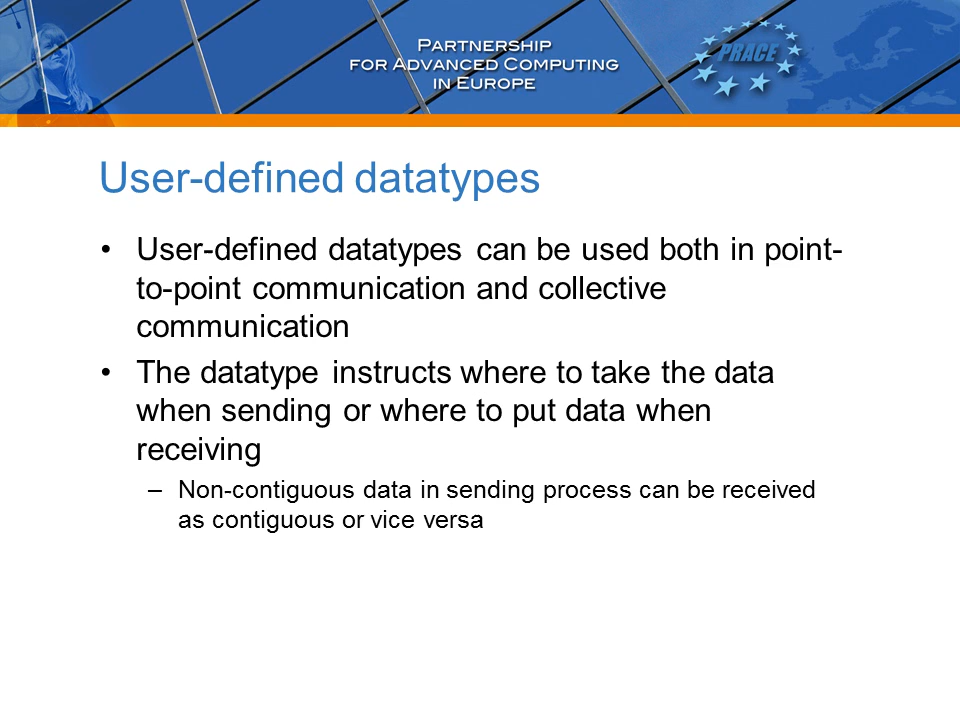 PARTNERSHIP
FOR ADVANCED COMPUTING
IN EUROPE
PRACE
User-defined datatypes
• User-defined datatypes can be used both in point-
to-point communication and collective
communication
• The datatype instructs where to take the data
when sending or where to put data when
receiving
– Non-contiguous data in sending process can be received
as contiguous or vice versa